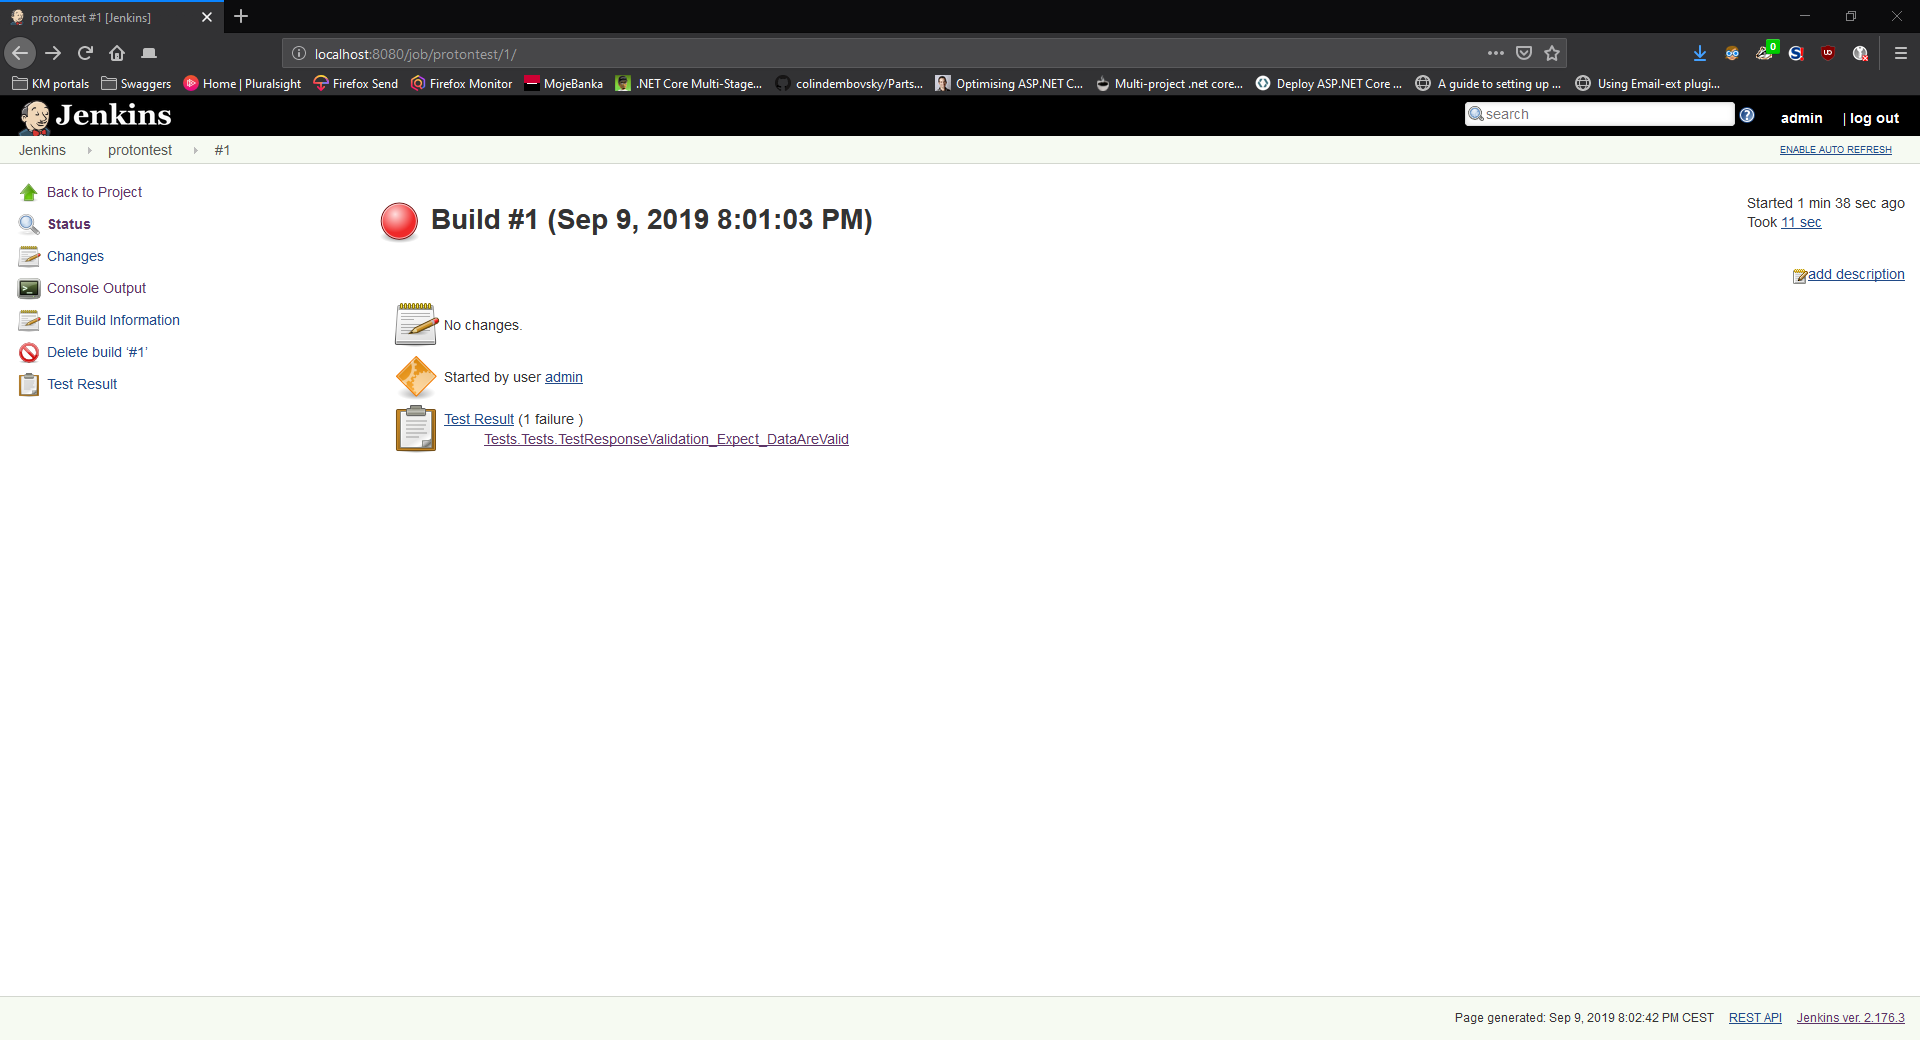 protontest #1 [Jenkins]
localhost:8080/job/protontest/1/
0
KM portals
Swaggers
Home | Pluralsight
Firefox Send
Firefox Monitor
MojeBanka
.NET Core Multi-Stage...
colindembovsky/Parts...
Optimising ASP.NET C...
Multi-project .net core...
Deploy ASP.NET Core ...
A guide to setting up ...
Using Email-ext plugi...
Jenkins
search
admin
| log out
Jenkins
protontest
#1
ENABLE AUTO REFRESH
Back to Project
Status
Changes
Console Output
Edit Build Information
Delete build ‘#1’
Test Result
Build #1 (Sep 9, 2019 8:01:03 PM)
Started 1 min 38 sec ago
Took 11 sec
add description
No changes.
Started by user admin
Test Result (1 failure )
Tests.Tests.TestResponseValidation_Expect_DataAreValid
Page generated: Sep 9, 2019 8:02:42 PM CEST
REST API
Jenkins ver. 2.176.3